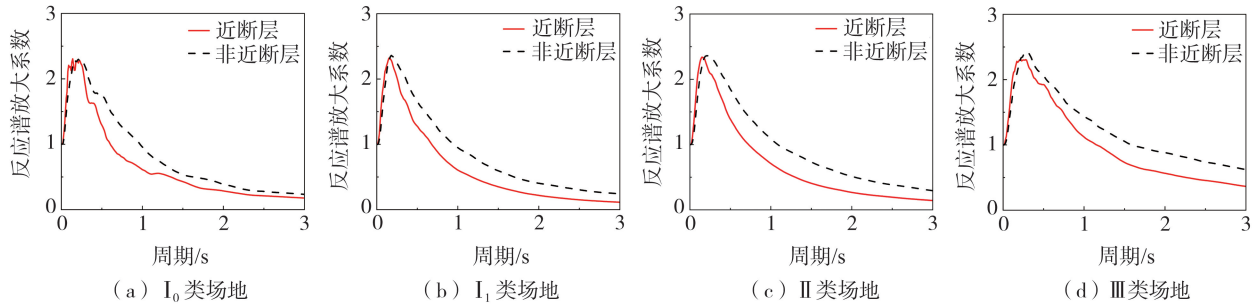 3
2
1
0
反应谱放大系数
近断层
非近断层
0
1
2
3
周期/s
(a) Ⅰ₀类场地
3
2
1
0
反应谱放大系数
近断层
非近断层
0
1
2
3
周期/s
(b) Ⅰ₁类场地
3
2
1
0
反应谱放大系数
近断层
非近断层
0
1
2
3
周期/s
(c) Ⅱ类场地
3
2
1
0
反应谱放大系数
近断层
非近断层
0
1
2
3
周期/s
(d) Ⅲ类场地